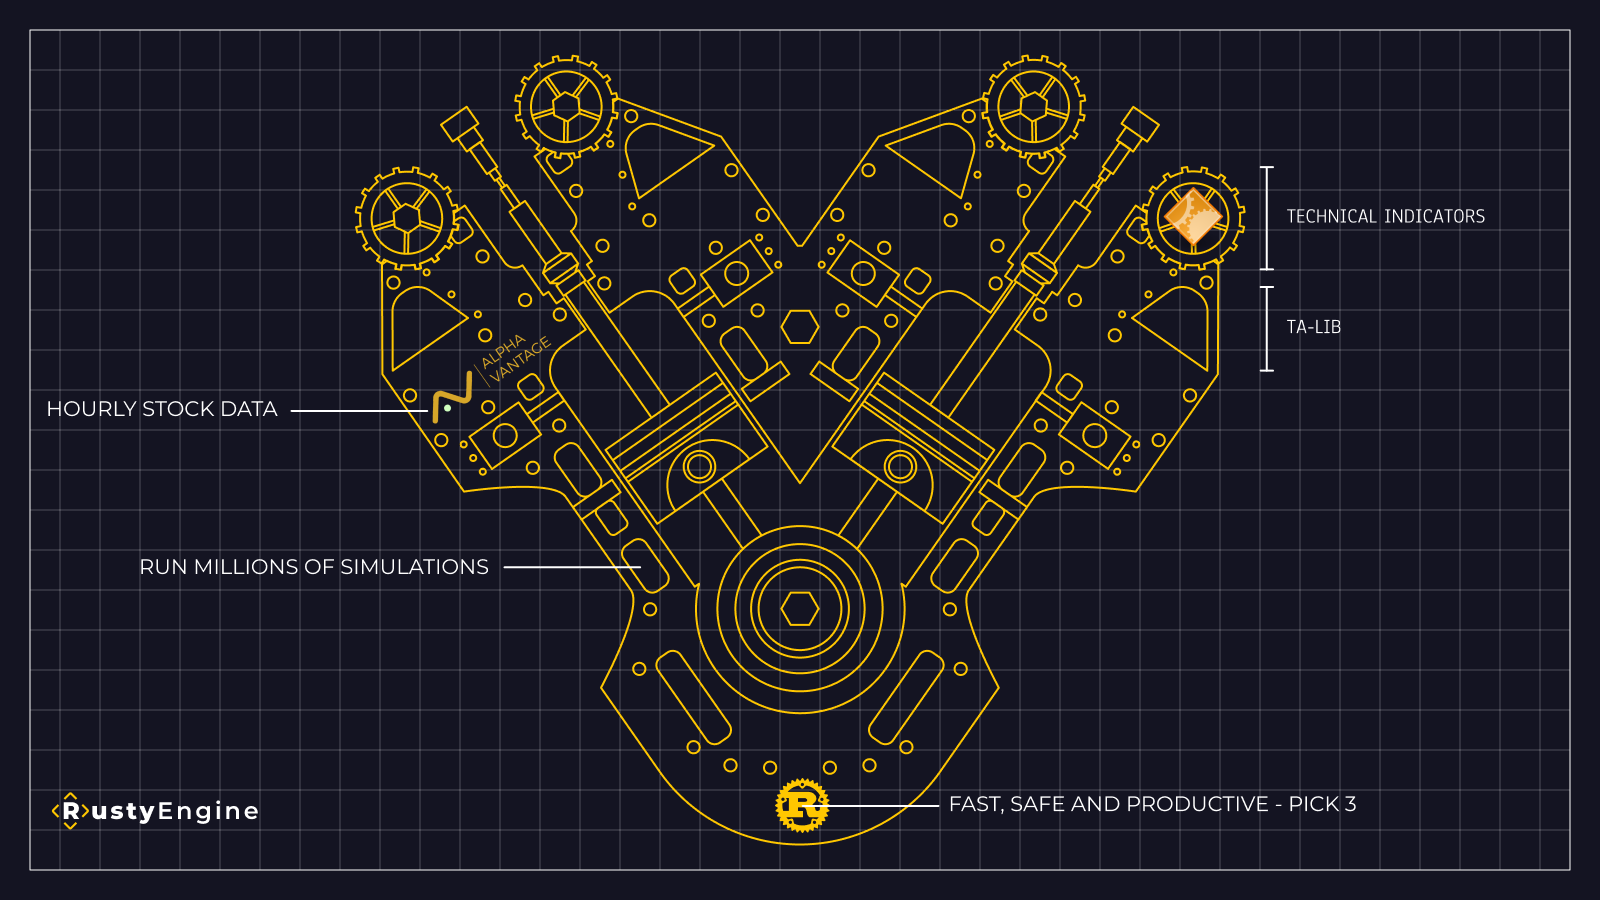 TECHNICAL INDICATORS
TA-LIB
ALPHA
VANTAGE
HOURLY STOCK DATA
RUN MILLIONS OF SIMULATIONS
R
FAST, SAFE AND PRODUCTIVE - PICK 3
RustyEngine